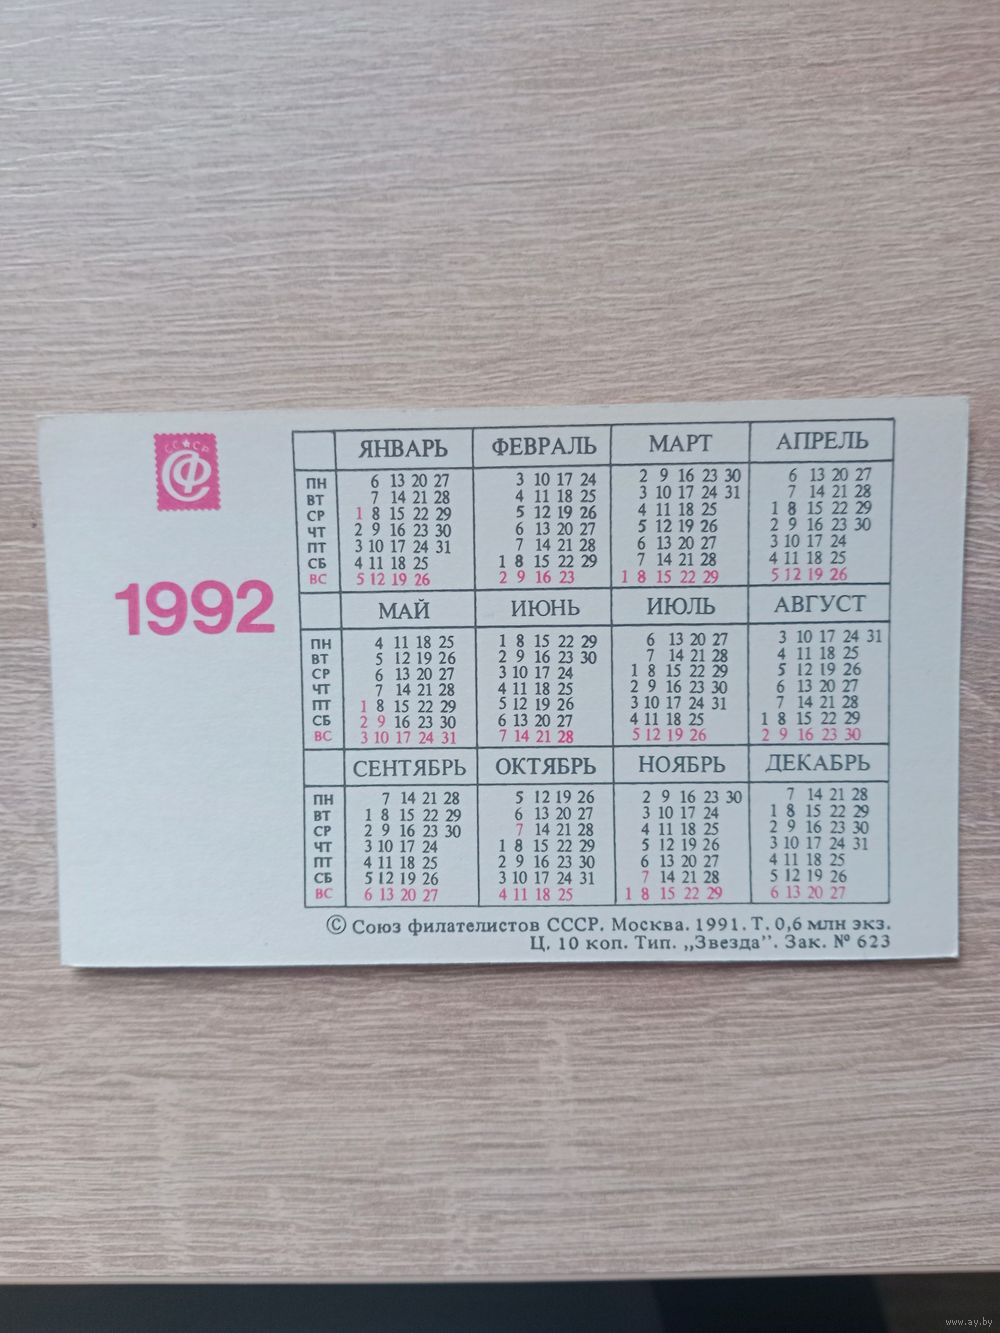 СССР
СФ
1992
ЯНВАРЬ ФЕВРАЛЬ МАРТ АПРЕЛЬ
ПН 6 13 20 27 3 10 17 24 2 9 16 23 30 6 13 20 27
ВТ 7 14 21 28 4 11 18 25 3 10 17 24 31 7 14 21 28
СР 1 8 15 22 29 5 12 19 26 4 11 18 25 1 8 15 22 29
ЧТ 2 9 16 23 30 6 13 20 27 5 12 19 26 2 9 16 23 30
ПТ 3 10 17 24 31 7 14 21 28 6 13 20 27 3 10 17 24
СБ 4 11 18 25 1 8 15 22 29 7 14 21 28 4 11 18 25
ВС 5 12 19 26 2 9 16 23 1 8 15 22 29 5 12 19 26
МАЙ ИЮНЬ ИЮЛЬ АВГУСТ
ПН 4 11 18 25 1 8 15 22 29 6 13 20 27 3 10 17 24 31
ВТ 5 12 19 26 2 9 16 23 30 7 14 21 28 4 11 18 25
СР 6 13 20 27 3 10 17 24 1 8 15 22 29 5 12 19 26
ЧТ 7 14 21 28 4 11 18 25 2 9 16 23 30 6 13 20 27
ПТ 1 8 15 22 29 5 12 19 26 3 10 17 24 31 7 14 21 28
СБ 2 9 16 23 30 6 13 20 27 4 11 18 25 1 8 15 22 29
ВС 3 10 17 24 31 7 14 21 28 5 12 19 26 2 9 16 23 30
СЕНТЯБРЬ ОКТЯБРЬ НОЯБРЬ ДЕКАБРЬ
ПН 7 14 21 28 5 12 19 26 2 9 16 23 30 7 14 21 28
ВТ 1 8 15 22 29 6 13 20 27 3 10 17 24 1 8 15 22 29
СР 2 9 16 23 30 7 14 21 28 4 11 18 25 2 9 16 23 30
ЧТ 3 10 17 24 1 8 15 22 29 5 12 19 26 3 10 17 24 31
ПТ 4 11 18 25 2 9 16 23 30 6 13 20 27 4 11 18 25
СБ 5 12 19 26 3 10 17 24 31 7 14 21 28 5 12 19 26
ВС 6 13 20 27 4 11 18 25 1 8 15 22 29 6 13 20 27
© Союз филателистов СССР. Москва. 1991. Т. 0,6 млн экз.
Ц. 10 коп. Тип. „Звезда”. Зак. № 623
www.ay.by